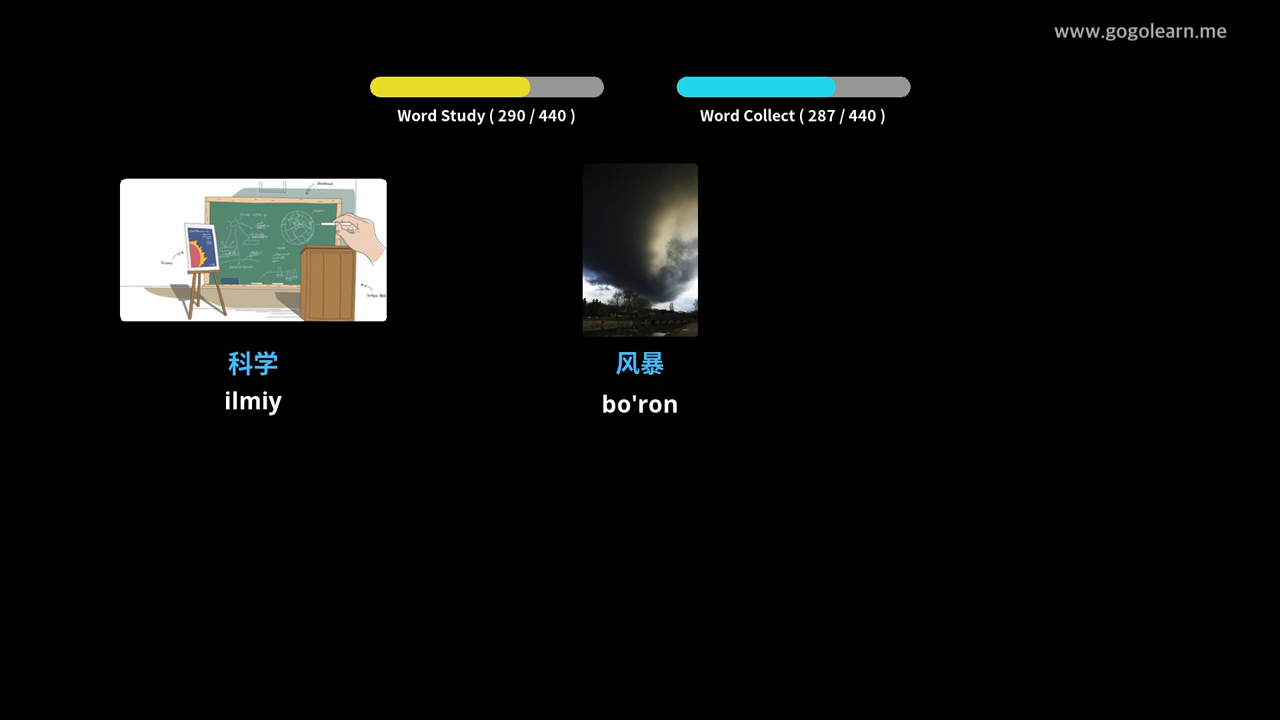 www.gogolearn.me
Word Study ( 290 / 440 )
Word Collect ( 287 / 440 )
科学
ilmiy
风暴
bo'ron